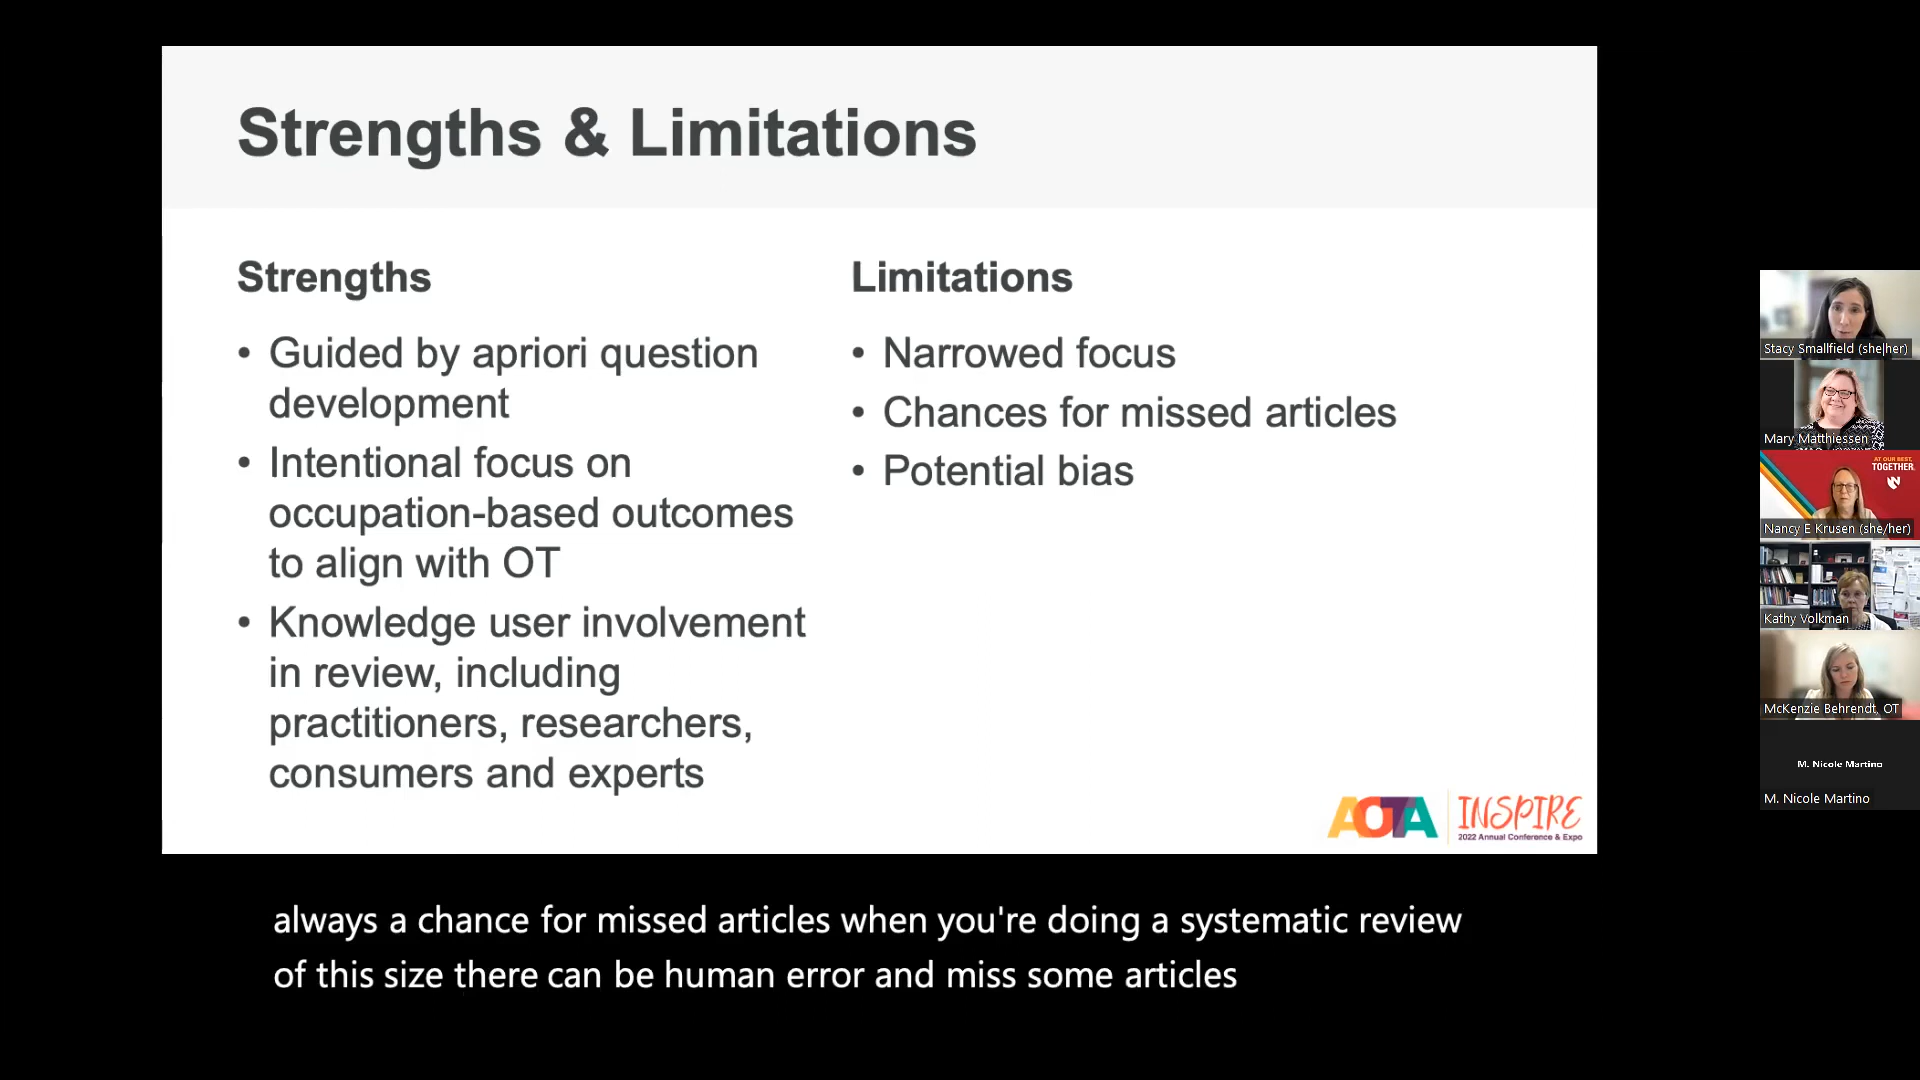 Strengths & Limitations
Strengths
• Guided by apriori question
development
• Intentional focus on
occupation-based outcomes
to align with OT
• Knowledge user involvement
in review, including
practitioners, researchers,
consumers and experts
Limitations
• Narrowed focus
• Chances for missed articles
• Potential bias
AOTA
INSPIRE
2022 Annual Conference & Expo
always a chance for missed articles when you're doing a systematic review
of this size there can be human error and miss some articles
Stacy Smallfield (she|her)
Mary Matthiessen
AT OUR BEST,
TOGETHER.
N
Nancy E Krusen (she/her)
Kathy Volkman
McKenzie Behrendt, OT
M. Nicole Martino
M. Nicole Martino